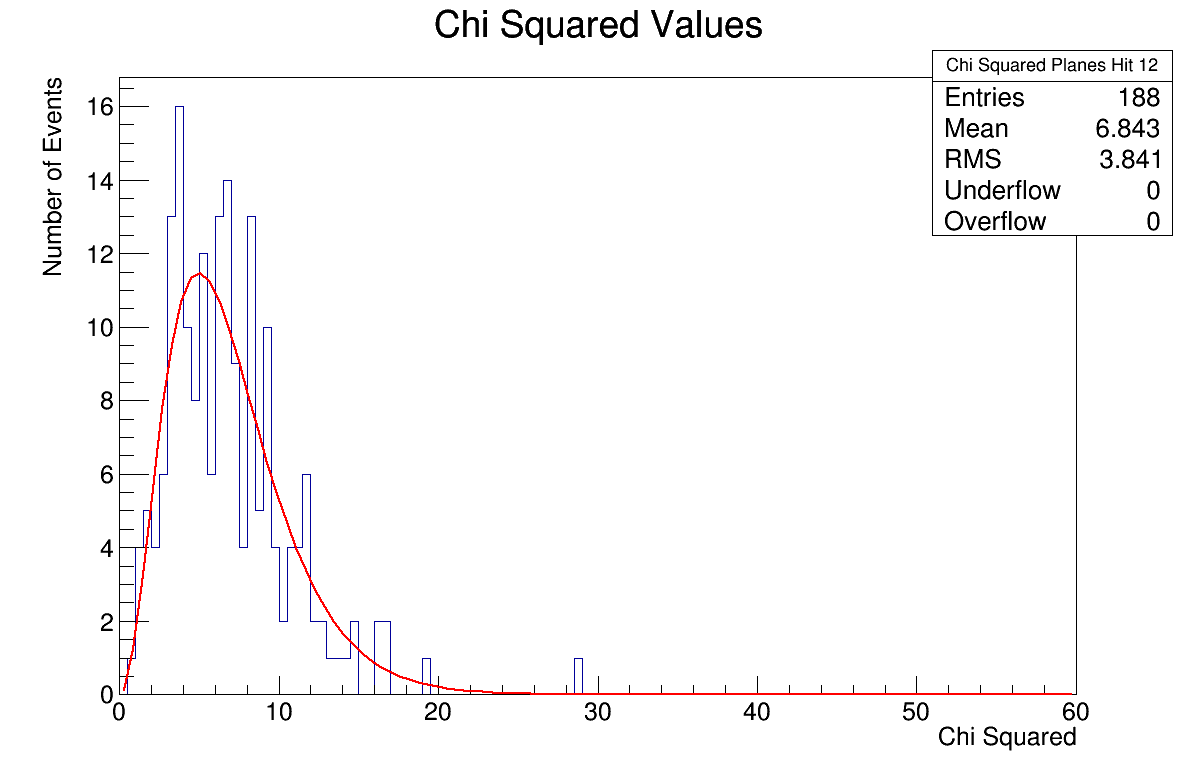 Chi Squared Values
Chi Squared Planes Hit 12
Entries 188
Mean 6.843
RMS 3.841
Underflow 0
Overflow 0
Number of Events
16
14
12
10
8
6
4
2
0
0 10 20 30 40 50 60
Chi Squared